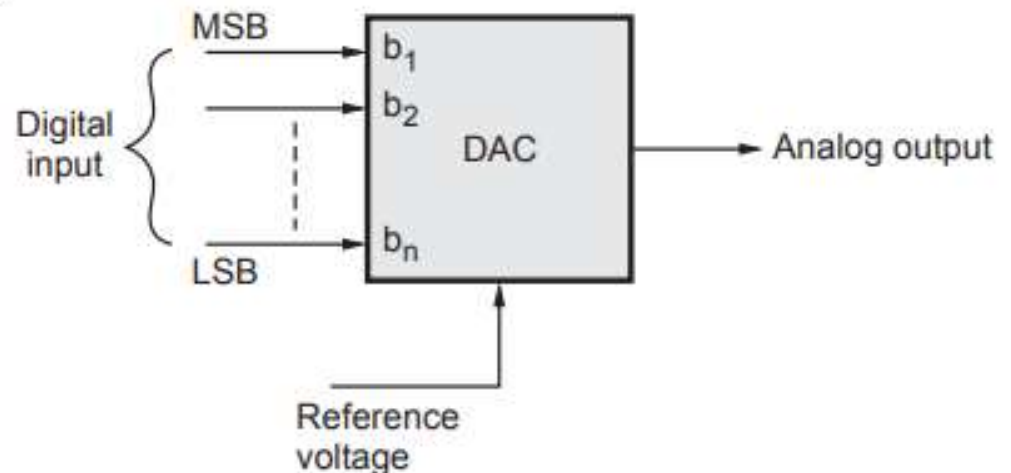 MSB
b1
b2
Digital
input
DAC
Analog output
bn
LSB
Reference
voltage